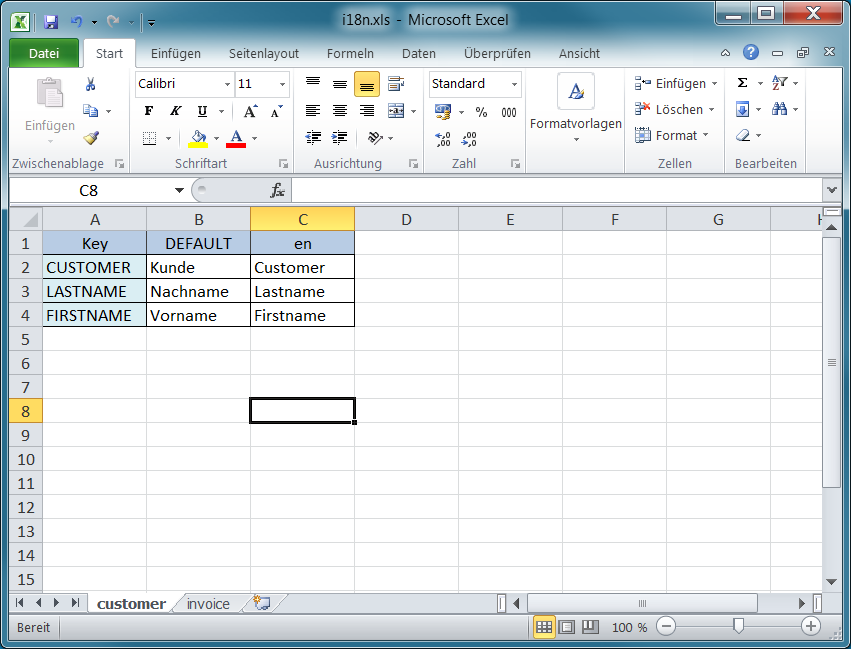 i18n.xls - Microsoft Excel
Datei Start Einfügen Seitenlayout Formeln Daten Überprüfen Ansicht
Einfügen
Zwischenablage
Calibri 11
F K U
A A
A
Schriftart
Ausrichtung
Standard
% 000
Zahl
Formatvorlagen
Einfügen
Löschen
Format
Zellen
Σ
Bearbeiten
C8 fx
A B C D E F G H
1 Key DEFAULT en
2 CUSTOMER Kunde Customer
3 LASTNAME Nachname Lastname
4 FIRSTNAME Vorname Firstname
5
6
7
8
9
10
11
12
13
14
15
customer invoice
Bereit 100 %